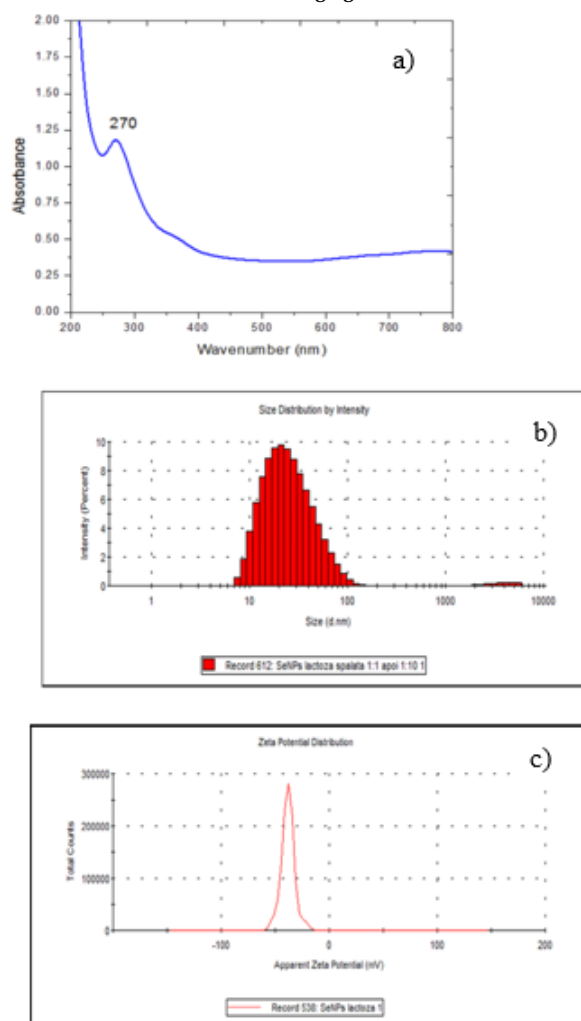 a)
270
2.00
1.75
1.50
1.25
1.00
0.75
0.50
0.25
0.00
Absorbance
200 300 400 500 600 700 800
Wavenumber (nm)
b)
Size Distribution by Intensity
10
8
6
4
2
0
Intensity (Percent)
1 10 100 1000 10000
Size (d.nm)
Record 612: SeNPs lactoza spalata 1:1 apoi 1:10 1
c)
Zeta Potential Distribution
300000
200000
100000
0
Total Counts
-100 0 100 200
Apparent Zeta Potential (mV)
Record 538: SeNPs lactoza 1